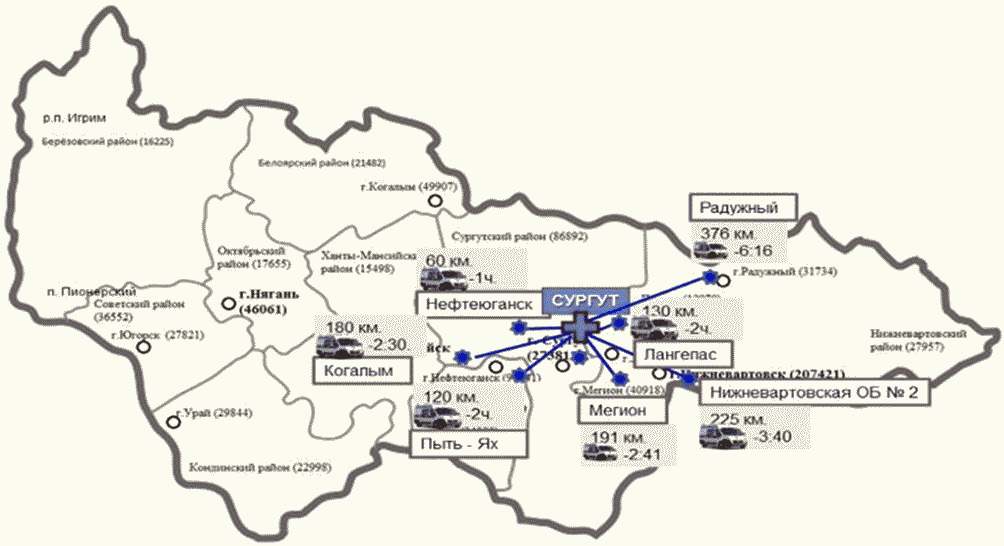 р.п. Игрим
Берёзовский район (16225)
Белоярский район (21482)
г.Когалым (49907)
Сургутский район (86892)
Октябрьский
район (17655)
Ханты-Мансийск
район (15498)
п. Пионерский
Советский район
(36552)
г.Югорск (27821)
г.Нягань
(46061)
г.Урай (29844)
Кондинский район (22998)
Радужный
376 км.
-6:16
г.Радужный (31734)
60 км.
-1ч.
Нефтеюганск
СУРГУТ
130 км.
-2ч.
Лангепас
180 км.
-2:30
Когалым
йск
г.Нефтеюганск
120 км.
-2ч.
Пыть - Ях
г.Мегион (40918)
Мегион
191 км.
-2:41
г.Нижневартовск (207421)
Нижневартовская ОБ № 2
225 км.
-3:40
Нижневартовский
район (27957)